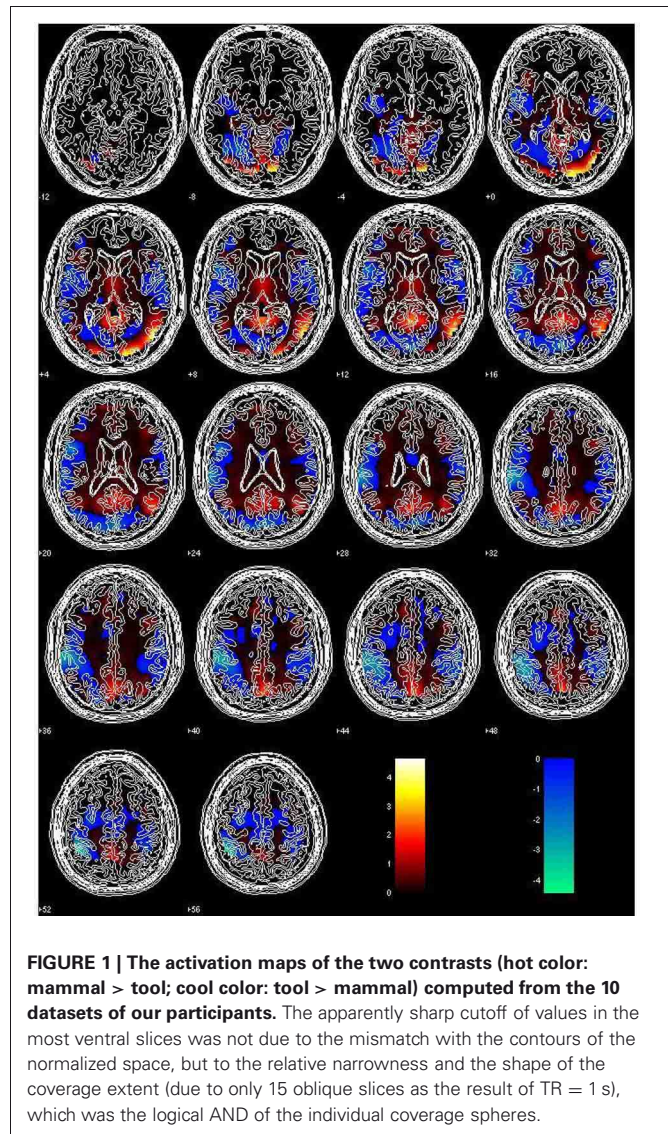 -12 -8 -4 +0
+4 +8 +12 +16
+20 +24 +28 +32
+36 +40 +44 +48
4
3
2
1
0
0
-1
-2
-3
-4
+52 +56
FIGURE 1 | The activation maps of the two contrasts (hot color:
mammal > tool; cool color: tool > mammal) computed from the 10
datasets of our participants. The apparently sharp cutoff of values in the
most ventral slices was not due to the mismatch with the contours of the
normalized space, but to the relative narrowness and the shape of the
coverage extent (due to only 15 oblique slices as the result of TR = 1 s),
which was the logical AND of the individual coverage spheres.